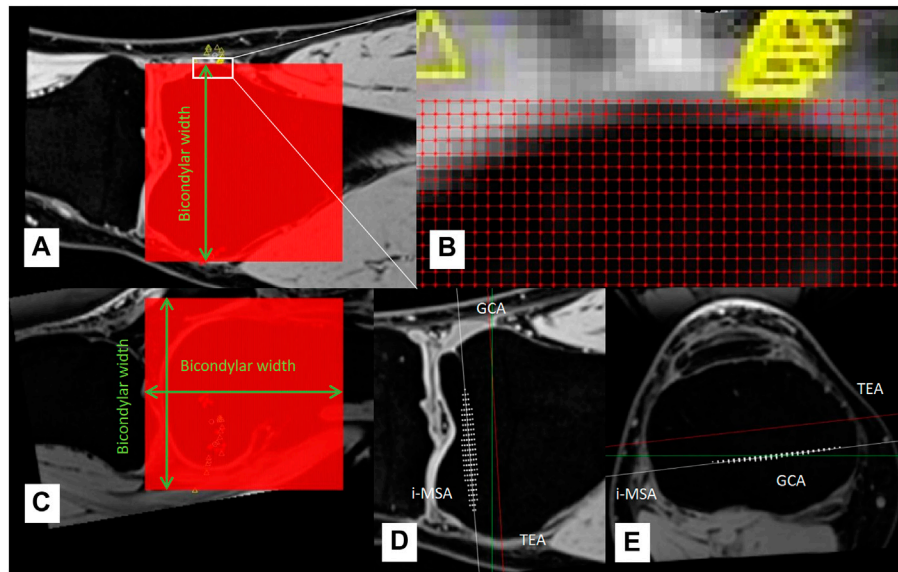 A
Bicondylar width
B
C
Bicondylar width
Bicondylar width
D
GCA
i-MSA
TEA
E
TEA
i-MSA
GCA